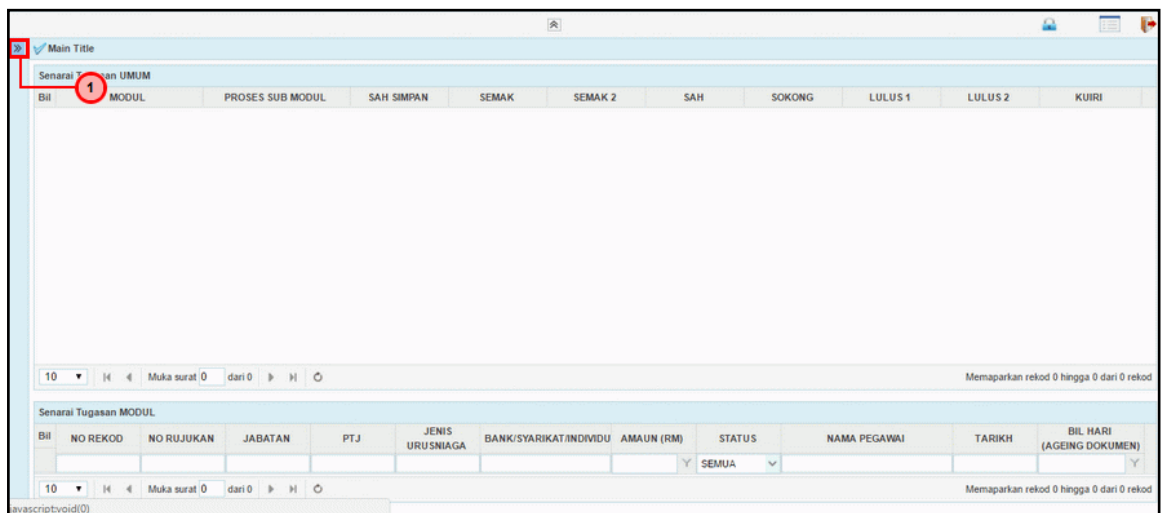 Main Title
Senarai Tugasan UMUM
1
Bil MODUL PROSES SUB MODUL SAH SIMPAN SEMAK SEMAK 2 SAH SOKONG LULUS 1 LULUS 2 KUIRI
10 Muka surat 0 dari 0 Memaparkan rekod 0 hingga 0 dari 0 rekod
Senarai Tugasan MODUL
Bil NO REKOD NO RUJUKAN JABATAN PTJ JENIS URUSNIAGA BANK/SYARIKAT/INDIVIDU AMAUN (RM) STATUS NAMA PEGAWAI TARIKH BIL HARI (AGEING DOKUMEN)
SEMUA
10 Muka surat 0 dari 0 Memaparkan rekod 0 hingga 0 dari 0 rekod
javascript:void(0)